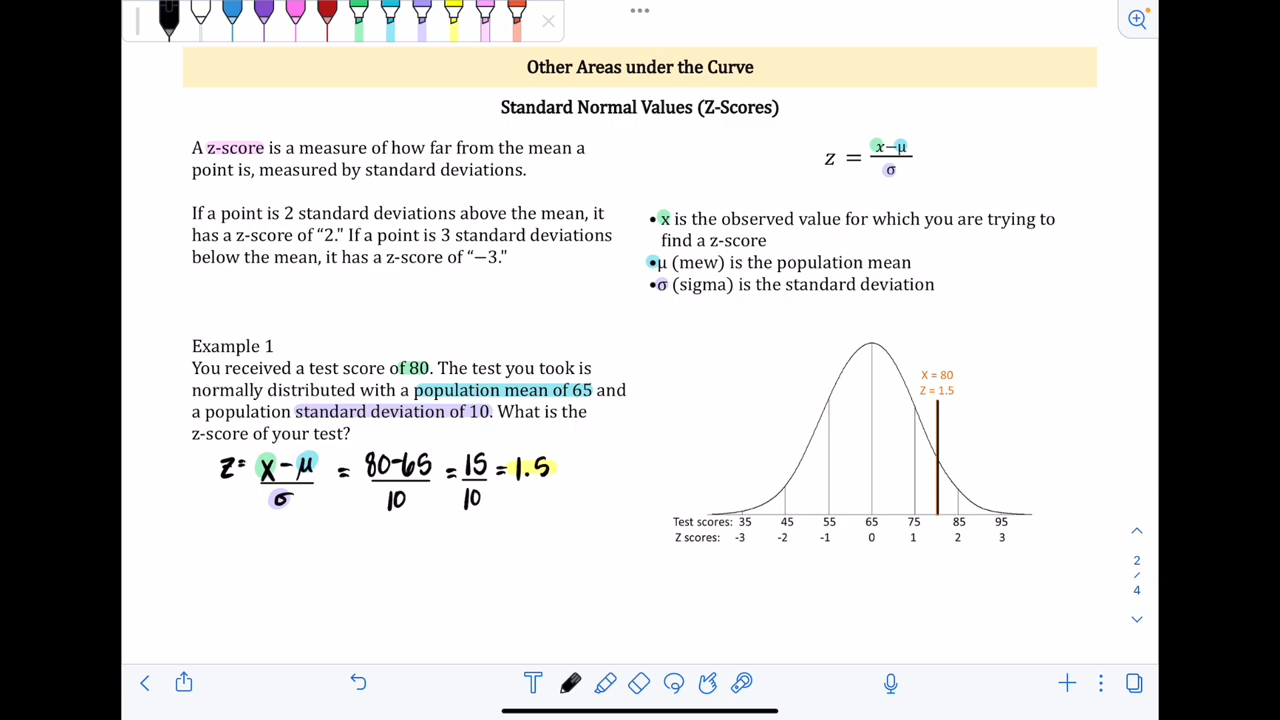 Other Areas under the Curve
Standard Normal Values (Z-Scores)
A z-score is a measure of how far from the mean a
point is, measured by standard deviations.
If a point is 2 standard deviations above the mean, it
has a z-score of “2." If a point is 3 standard deviations
below the mean, it has a z-score of “−3."
z = x−μ
σ
•x is the observed value for which you are trying to
find a z-score
•μ (mew) is the population mean
•σ (sigma) is the standard deviation
Example 1
You received a test score of 80. The test you took is
normally distributed with a population mean of 65 and
a population standard deviation of 10. What is the
z-score of your test?
z = x − μ = 80-65 = 15 = 1.5
σ 10 10
X = 80
Z = 1.5
Test scores: 35 45 55 65 75 85 95
Z scores: -3 -2 -1 0 1 2 3
2
/
4
T